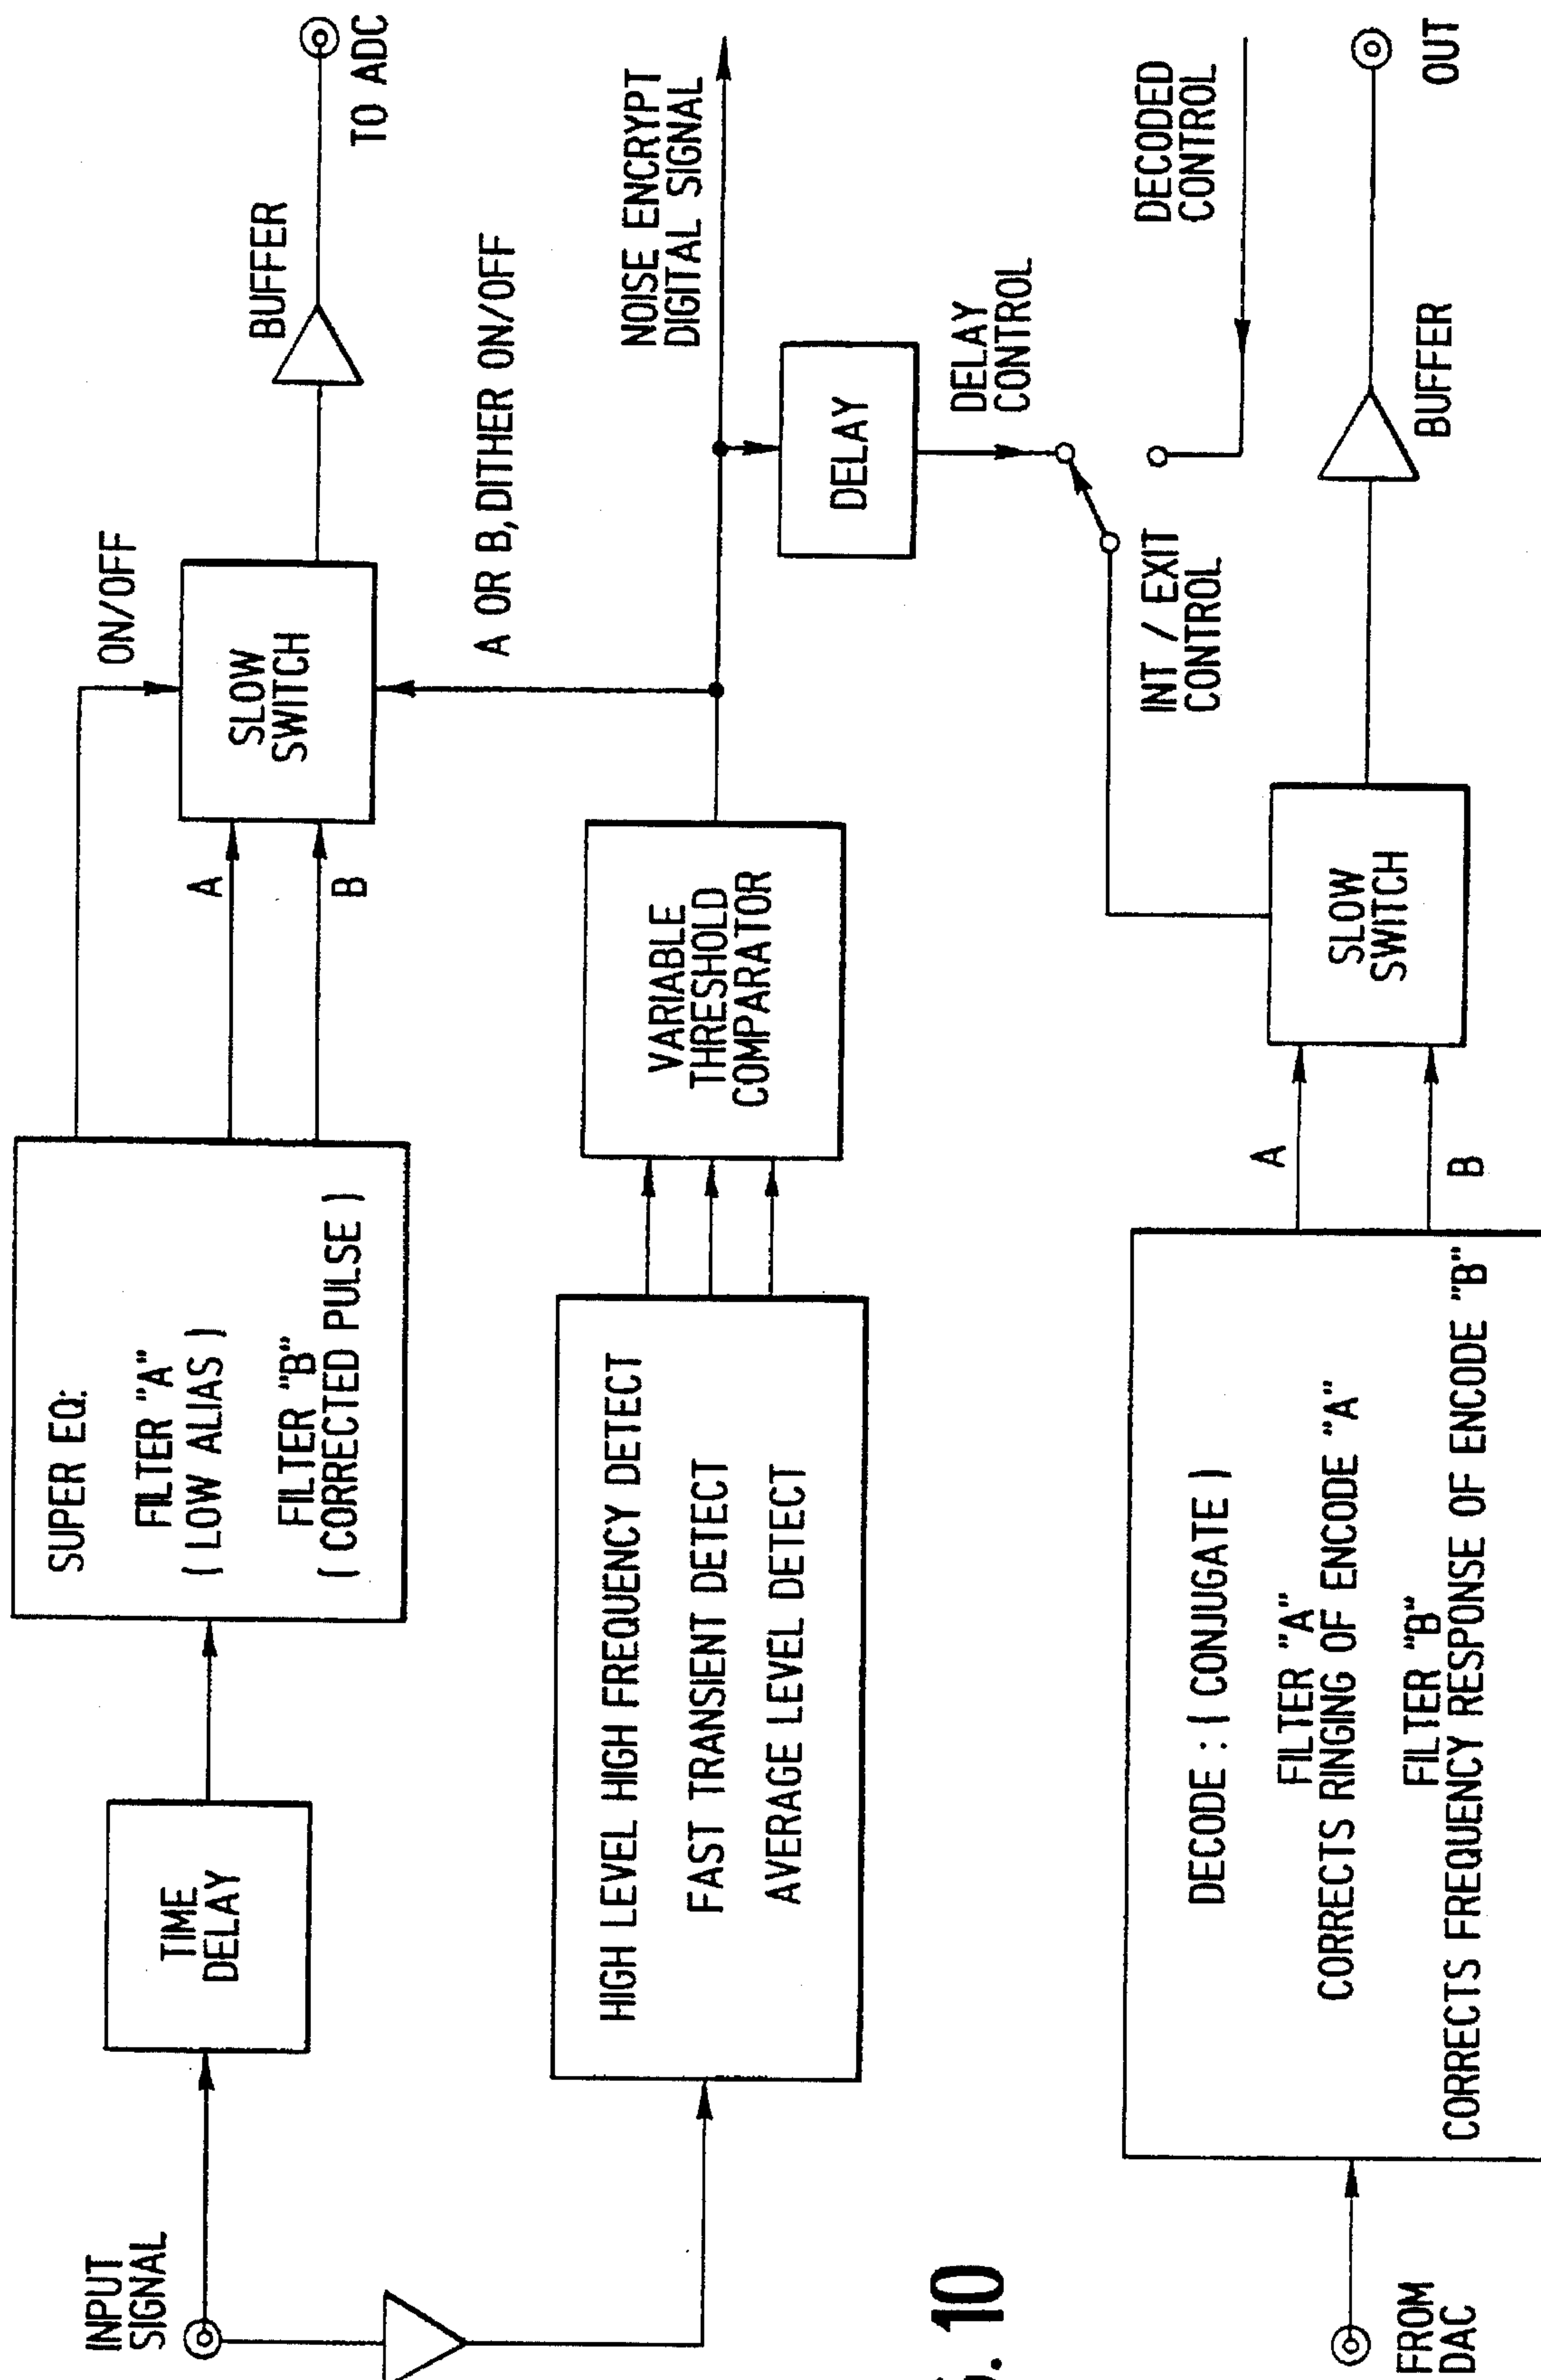 INPUT
SIGNAL
TIME
DELAY
SUPER EQ:
FILTER "A"
( LOW ALIAS )
FILTER "B"
( CORRECTED PULSE )
A
B
ON/OFF
SLOW
SWITCH
BUFFER
TO ADC
HIGH LEVEL HIGH FREQUENCY DETECT
FAST TRANSIENT DETECT
AVERAGE LEVEL DETECT
VARIABLE
THRESHOLD
COMPARATOR
A OR B, DITHER ON/OFF
NOISE ENCRYPT
DIGITAL SIGNAL
DELAY
DELAY
CONTROL
INT / EXIT
CONTROL
DECODED
CONTROL
10
FROM
DAC
DECODE : ( CONJUGATE )
FILTER "A"
CORRECTS RINGING OF ENCODE "A"
FILTER "B"
CORRECTS FREQUENCY RESPONSE OF ENCODE "B"
A
B
SLOW
SWITCH
BUFFER
OUT